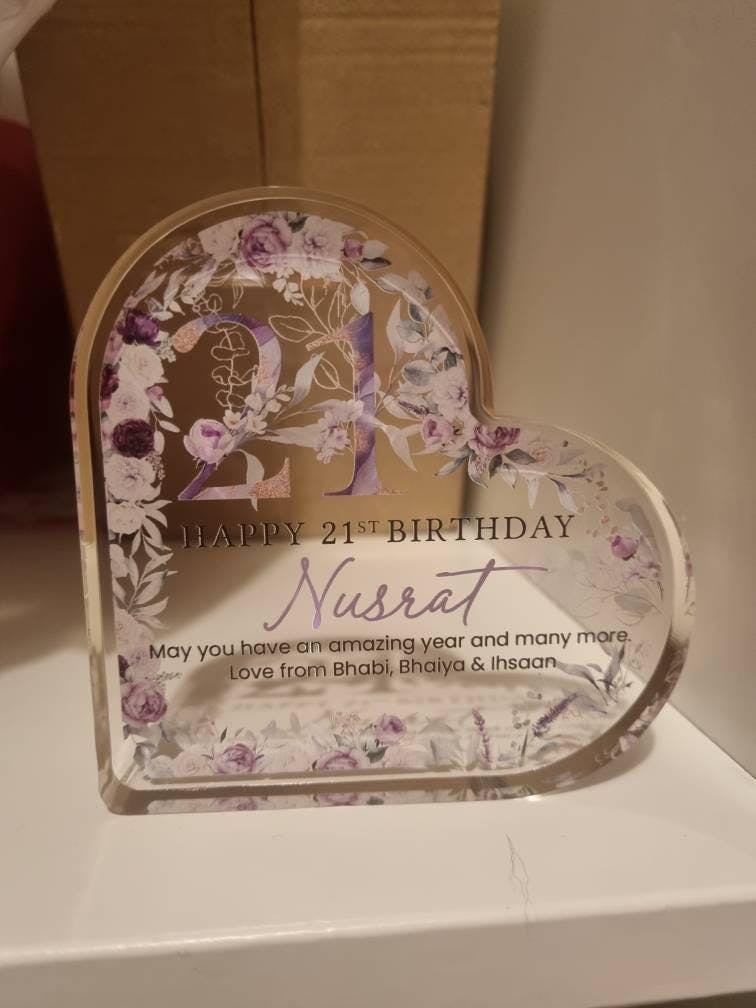 21
HAPPY 21ST BIRTHDAY
Nusrat
May you have an amazing year and many more.
Love from Bhabi, Bhaiya & Ihsaan